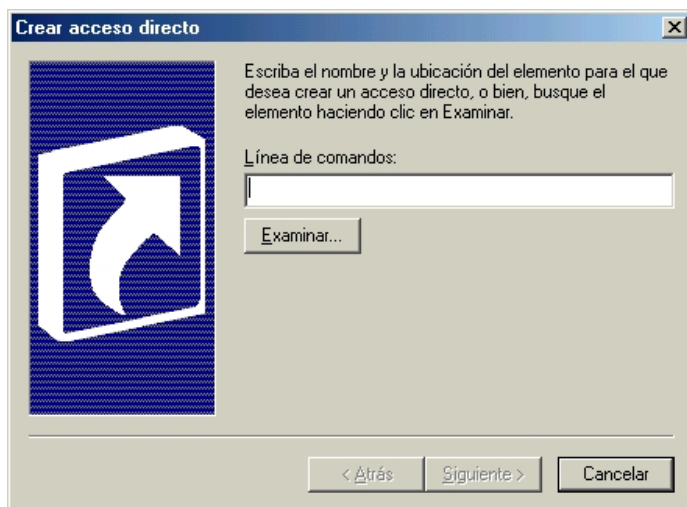 Crear acceso directo
Escriba el nombre y la ubicación del elemento para el que
desea crear un acceso directo, o bien, busque el
elemento haciendo clic en Examinar.
Línea de comandos:
Examinar...
< Atrás
Siguiente >
Cancelar